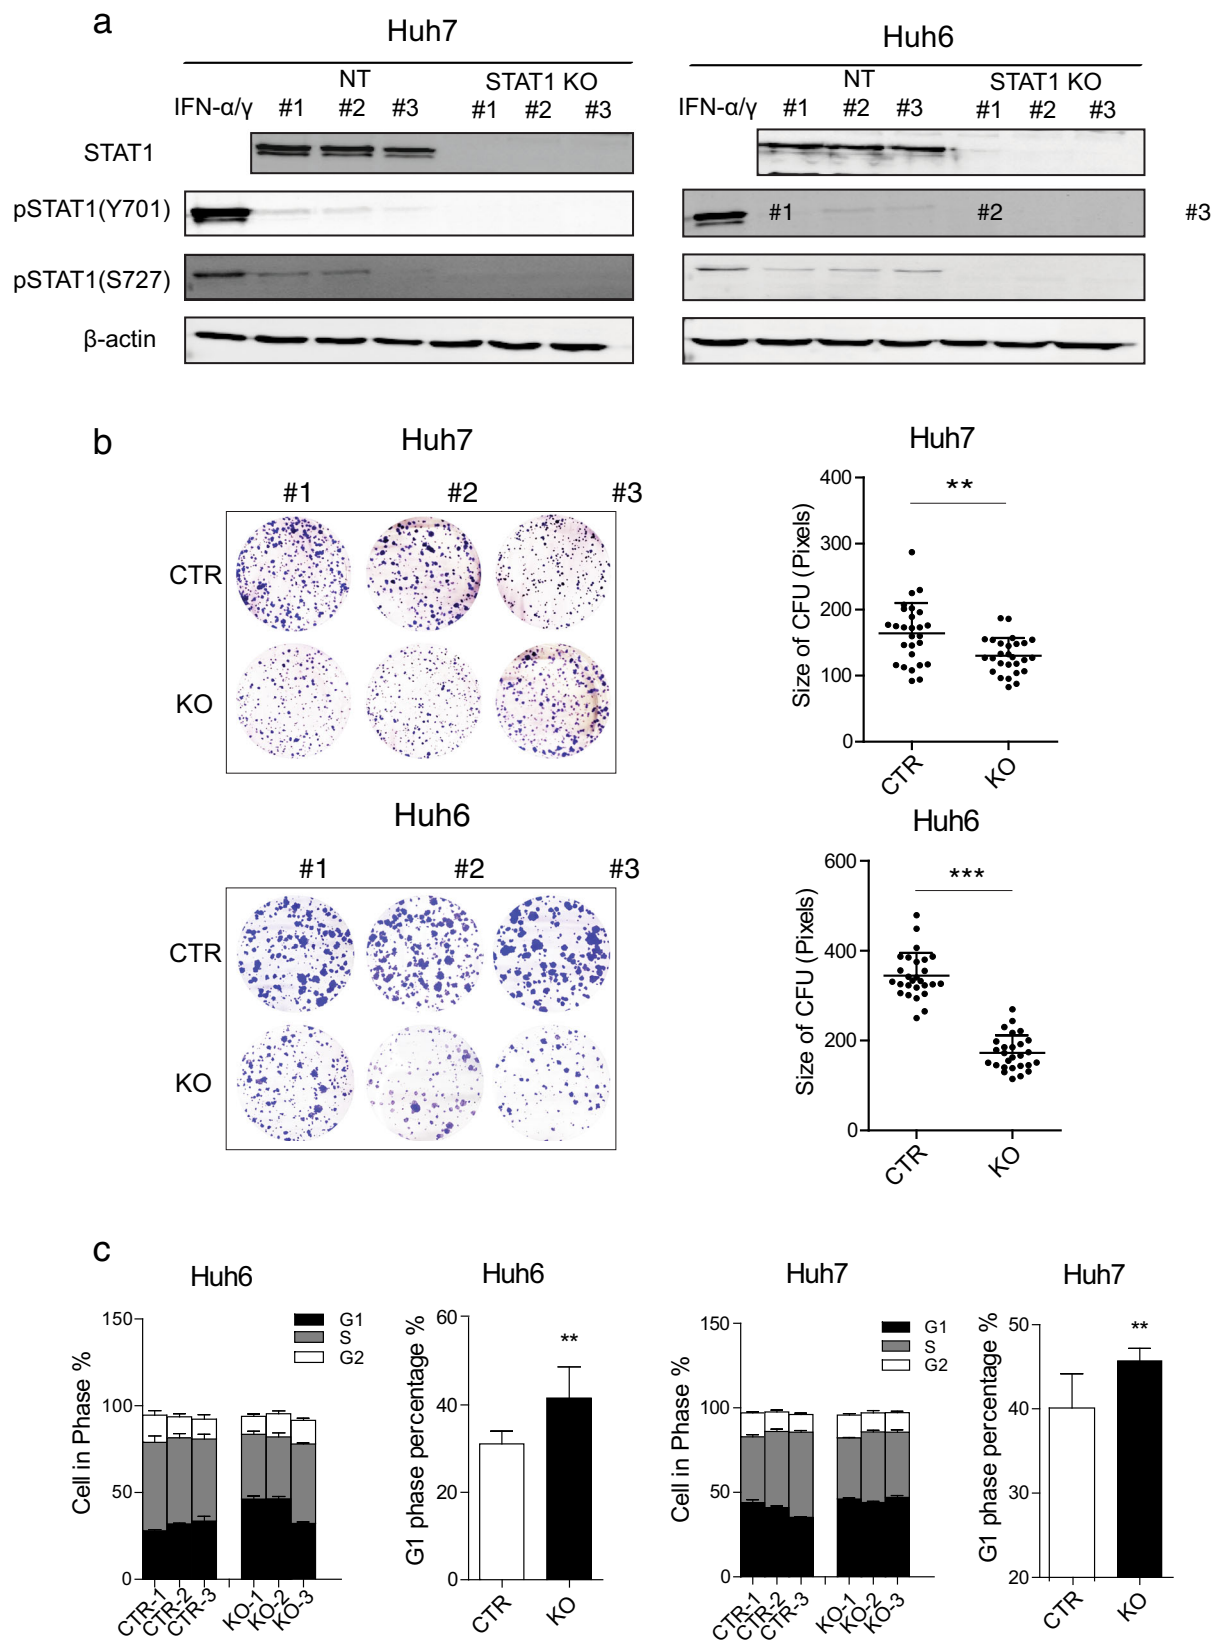 a
Huh7
Huh6
NT
STAT1 KO
NT
STAT1 KO
IFN-α/γ #1 #2 #3 #1 #2 #3
IFN-α/γ #1 #2 #3 #1 #2 #3
STAT1
pSTAT1(Y701)
#1 #2 #3
pSTAT1(S727)
β-actin
b
Huh7
#1 #2 #3
CTR
KO
Huh7
Size of CFU (Pixels)
400
300
200
100
0
**
CTR KO
Huh6
#1 #2 #3
CTR
KO
Huh6
Size of CFU (Pixels)
600
400
200
0
***
CTR KO
c
Huh6
Cell in Phase %
150
100
50
0
G1
S
G2
CTR-1 CTR-2 CTR-3 KO-1 KO-2 KO-3
Huh6
G1 phase percentage %
60
40
20
0
**
CTR KO
Huh7
Cell in Phase %
150
100
50
0
G1
S
G2
CTR-1 CTR-2 CTR-3 KO-1 KO-2 KO-3
Huh7
G1 phase percentage %
50
40
30
20
**
CTR KO